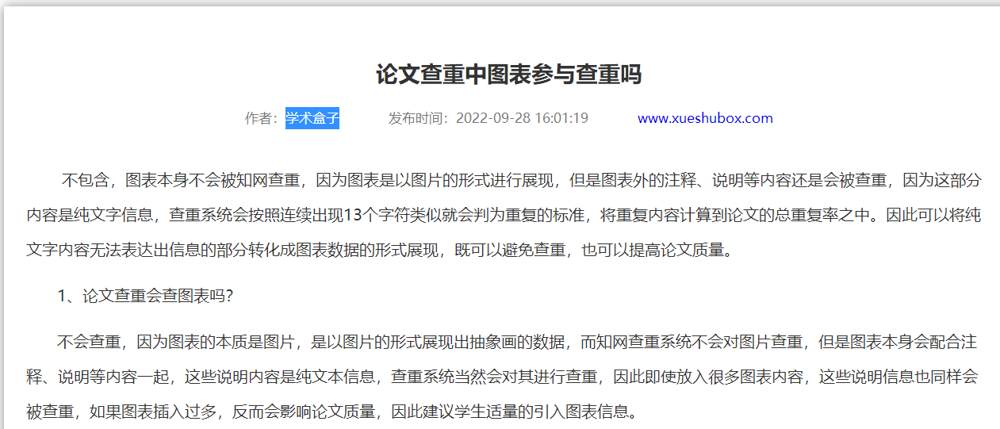 论文查重中图表参与查重吗
作者：学术盒子 发布时间：2022-09-28 16:01:19 www.xueshubox.com
不包含，图表本身不会被知网查重，因为图表是以图片的形式进行展现，但是图表外的注释、说明等内容还是会被查重，因为这部分
内容是纯文字信息，查重系统会按照连续出现13个字符类似就会判为重复的标准，将重复内容计算到论文的总重复率之中。因此可以将纯
文字内容无法表达出信息的部分转化成图表数据的形式展现，既可以避免查重，也可以提高论文质量。
1、论文查重会查图表吗？
不会查重，因为图表的本质是图片，是以图片的形式展现出抽象画的数据，而知网查重系统不会对图片查重，但是图表本身会配合注
释、说明等内容一起，这些说明内容是纯文本信息，查重系统当然会对其进行查重，因此即使放入很多图表内容，这些说明信息也同样会
被查重，如果图表插入过多，反而会影响论文质量，因此建议学生适量的引入图表信息。